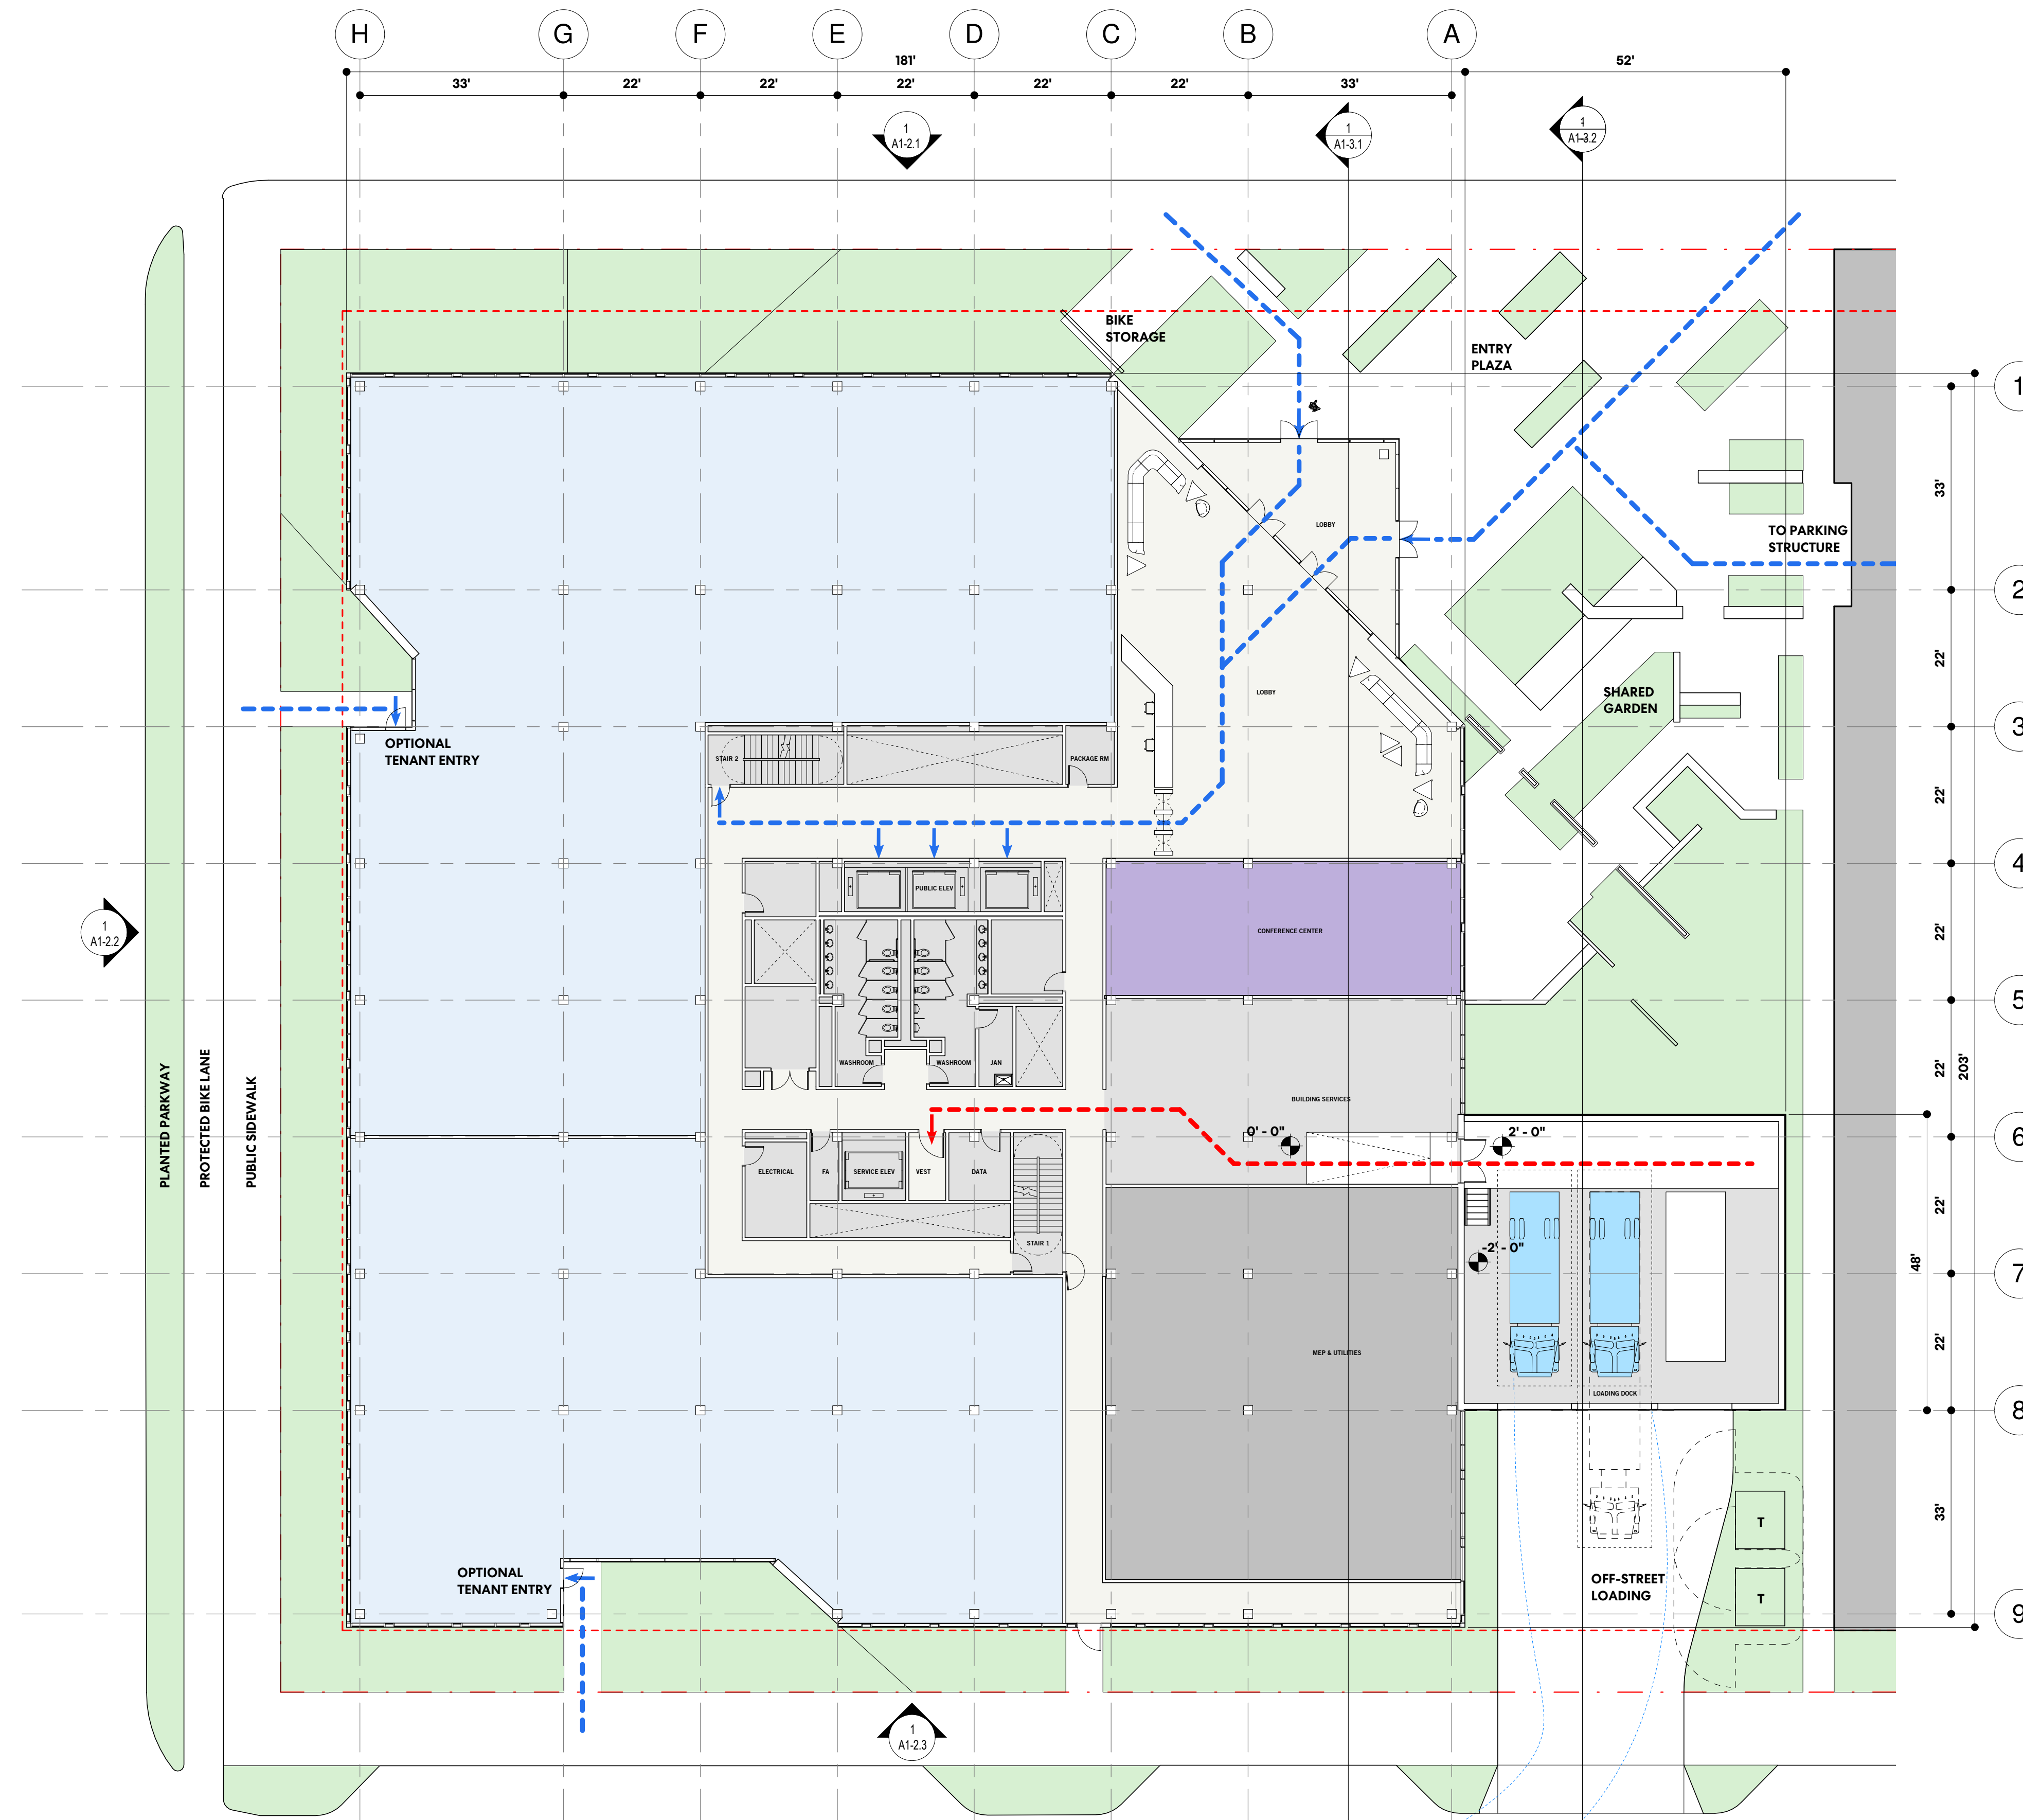 H G F E D C B A
181' 52'
33' 22' 22' 22' 22' 22' 33'
1
A1-2.1
1
A1-3.1
1
A1-3.2
BIKE
STORAGE
ENTRY
PLAZA
1
33'
LOBBY
TO PARKING
STRUCTURE
2
22'
LOBBY
SHARED
GARDEN
3
OPTIONAL
TENANT ENTRY
STAIR 2
PACKAGE RM
22'
4
PUBLIC ELEV
CONFERENCE CENTER
22'
1
A1-2.2
5
WASHROOM
WASHROOM
JAN
22'
203'
PLANTED PARKWAY
PROTECTED BIKE LANE
PUBLIC SIDEWALK
BUILDING SERVICES
0' - 0"
2' - 0"
6
ELECTRICAL
FA
SERVICE ELEV
VEST
DATA
22'
STAIR 1
-2' - 0"
48'
7
MEP & UTILITIES
22'
LOADING DOCK
8
33'
T
OPTIONAL
TENANT ENTRY
OFF-STREET
LOADING
T
9
1
A1-2.3